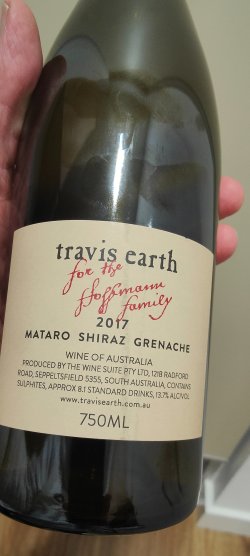 travis earth
for the
Hoffmann
family
2017
MATARO SHIRAZ GRENACHE
WINE OF AUSTRALIA
PRODUCED BY THE WINE SUITE PTY LTD, 1218 RADFORD
ROAD, SEPPELTSFIELD 5355, SOUTH AUSTRALIA, CONTAINS
SULPHITES, APPROX 8.1 STANDARD DRINKS, 13.7% ALC/VOL
www.travisearth.com.au
750ML